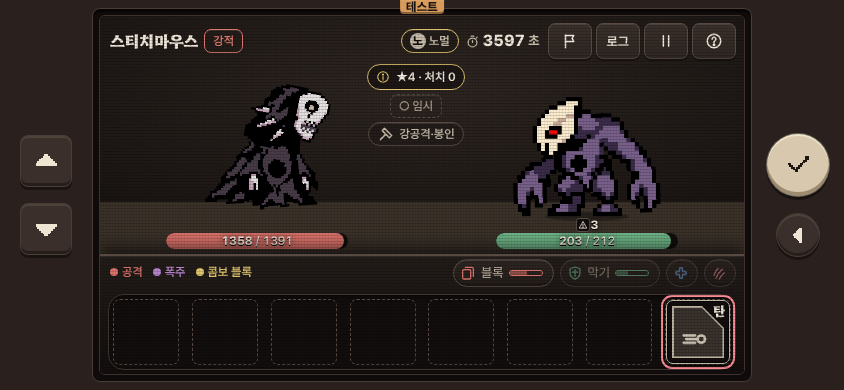 테스트
스티치마우스 강적 노 노멀 3597 초 로그
★4 · 처치 0
임시
강공격·봉인
3
1358 / 1391 203 / 212
공격 폭주 콤보 블록 블록 막기
탄